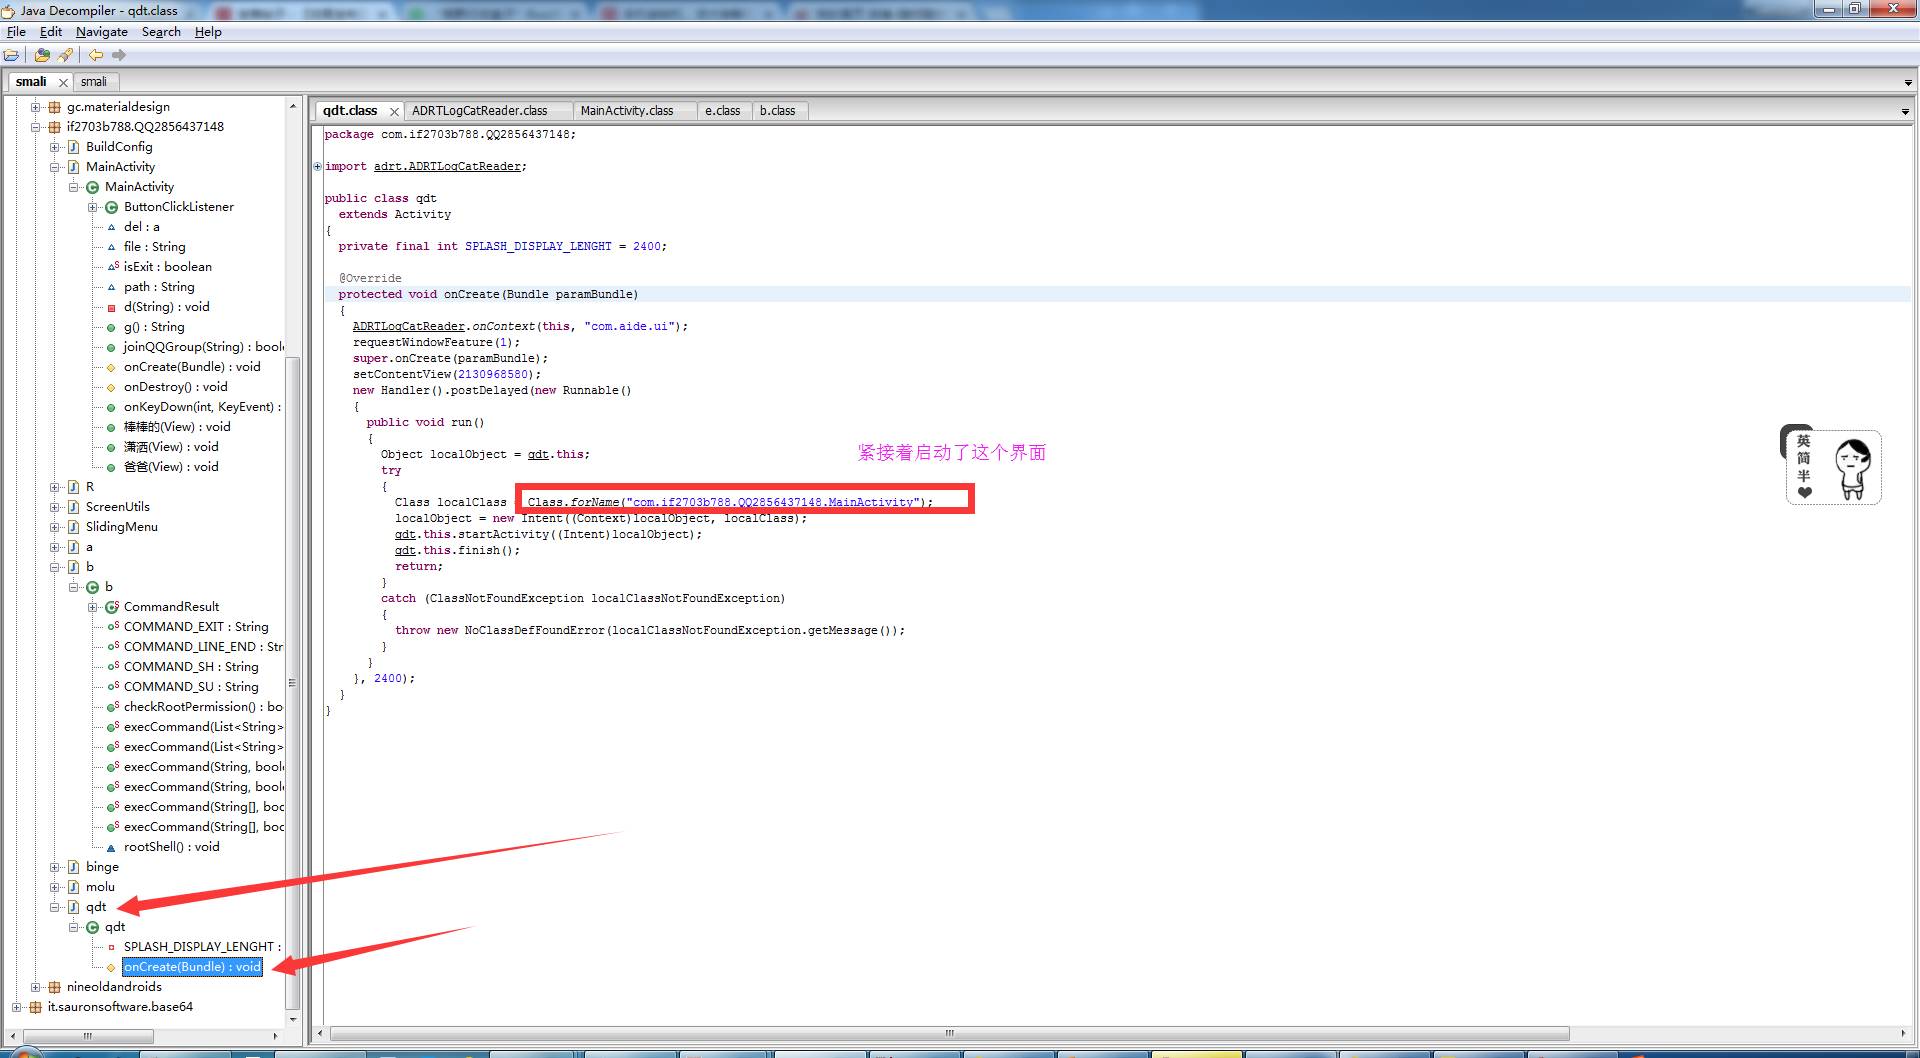 Java Decompiler - qdt.class
File Edit Navigate Search Help
smali smali
gc.materialdesign
if2703b788.QQ2856437148
BuildConfig
MainActivity
MainActivity
ButtonClickListener
del : a
file : String
isExit : boolean
path : String
d(String) : void
g() : String
joinQQGroup(String) : boole
onCreate(Bundle) : void
onDestroy() : void
onKeyDown(int, KeyEvent) :
棒棒的(View) : void
潇洒(View) : void
爸爸(View) : void
R
ScreenUtils
SlidingMenu
a
b
b
CommandResult
COMMAND_EXIT : String
COMMAND_LINE_END : Str
COMMAND_SH : String
COMMAND_SU : String
checkRootPermission() : bo
execCommand(List<String>
execCommand(List<String>
execCommand(String, bool
execCommand(String, bool
execCommand(String[], boo
execCommand(String[], boo
rootShell() : void
binge
molu
qdt
qdt
SPLASH_DISPLAY_LENGHT :
onCreate(Bundle) : void
nineoldandroids
it.sauronsoftware.base64
qdt.class ADRTLogCatReader.class MainActivity.class e.class b.class
package com.if2703b788.QQ2856437148;
import adrt.ADRTLogCatReader;
public class qdt
extends Activity
{
private final int SPLASH_DISPLAY_LENGHT = 2400;
@Override
protected void onCreate(Bundle paramBundle)
{
ADRTLogCatReader.onContext(this, "com.aide.ui");
requestWindowFeature(1);
super.onCreate(paramBundle);
setContentView(2130968580);
new Handler().postDelayed(new Runnable()
{
public void run()
{
Object localObject = qdt.this;
try
{
Class localClass Class.forName("com.if2703b788.QQ2856437148.MainActivity");
localObject = new Intent((Context)localObject, localClass);
qdt.this.startActivity((Intent)localObject);
qdt.this.finish();
return;
}
catch (ClassNotFoundException localClassNotFoundException)
{
throw new NoClassDefFoundError(localClassNotFoundException.getMessage());
}
}
}, 2400);
}
}
紧接着启动了这个界面
英
简
半